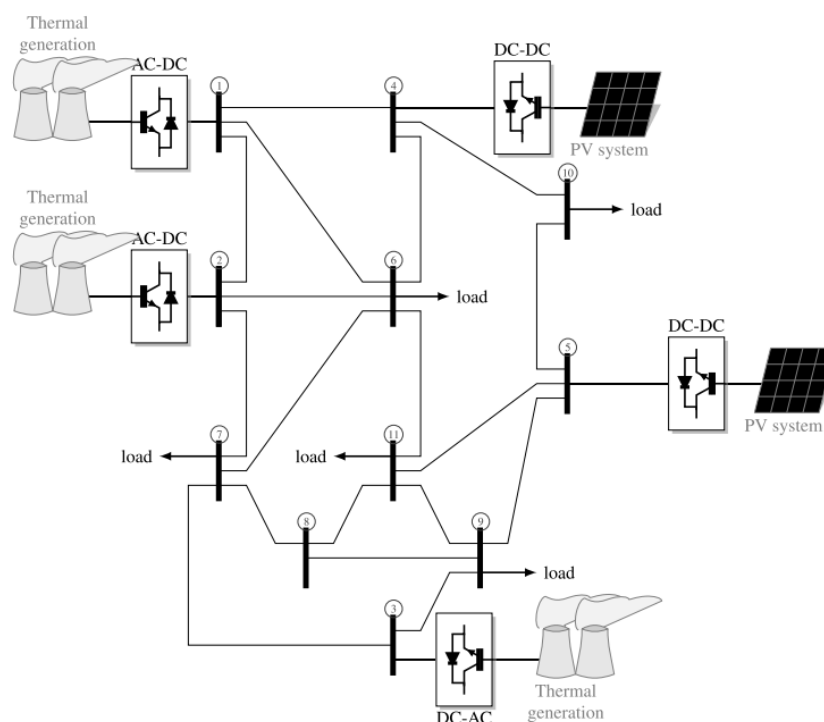 Thermal
generation
AC-DC
1
4
DC-DC
PV system
10
load
Thermal
generation
AC-DC
2
6
load
5
DC-DC
PV system
7
load
11
load
8
9
load
3
DC-AC
Thermal
generation